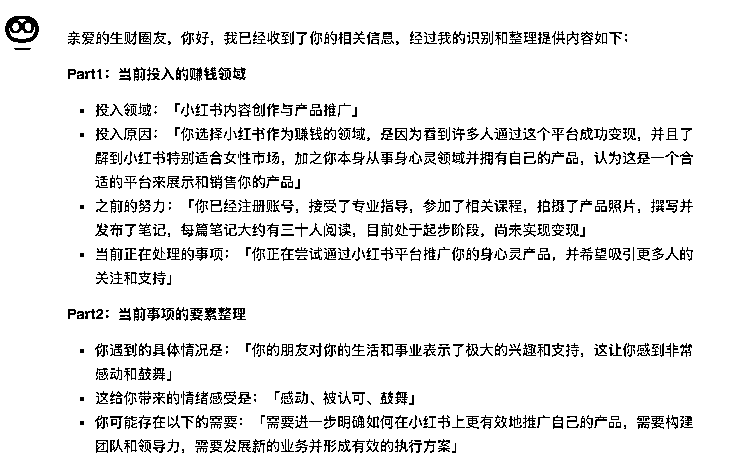 亲爱的生财圈友，你好，我已经收到了你的相关信息，经过我的识别和整理提供内容如下：
Part1：当前投入的赚钱领域
▪ 投入领域：「小红书内容创作与产品推广」
▪ 投入原因：「你选择小红书作为赚钱的领域，是因为看到许多人通过这个平台成功变现，并且了
解到小红书特别适合女性市场，加之你本身从事身心灵领域并拥有自己的产品，认为这是一个合
适的平台来展示和销售你的产品」
▪ 之前的努力：「你已经注册账号，接受了专业指导，参加了相关课程，拍摄了产品照片，撰写并
发布了笔记，每篇笔记大约有三十人阅读，目前处于起步阶段，尚未实现变现」
▪ 当前正在处理的事项：「你正在尝试通过小红书平台推广你的身心灵产品，并希望吸引更多人的
关注和支持」
Part2：当前事项的要素整理
▪ 你遇到的具体情况是：「你的朋友对你的生活和事业表示了极大的兴趣和支持，这让你感到非常
感动和鼓舞」
▪ 这给你带来的情绪感受是：「感动、被认可、鼓舞」
▪ 你可能存在以下的需要：「需要进一步明确如何在小红书上更有效地推广自己的产品，需要构建
团队和领导力，需要发展新的业务并形成有效的执行方案」